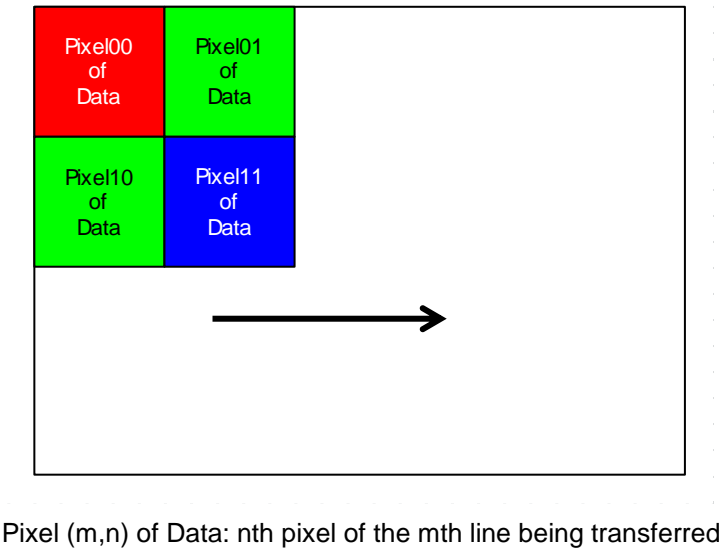 Pixel00
of
Data
Pixel01
of
Data
Pixel10
of
Data
Pixel11
of
Data
Pixel (m,n) of Data: nth pixel of the mth line being transferred